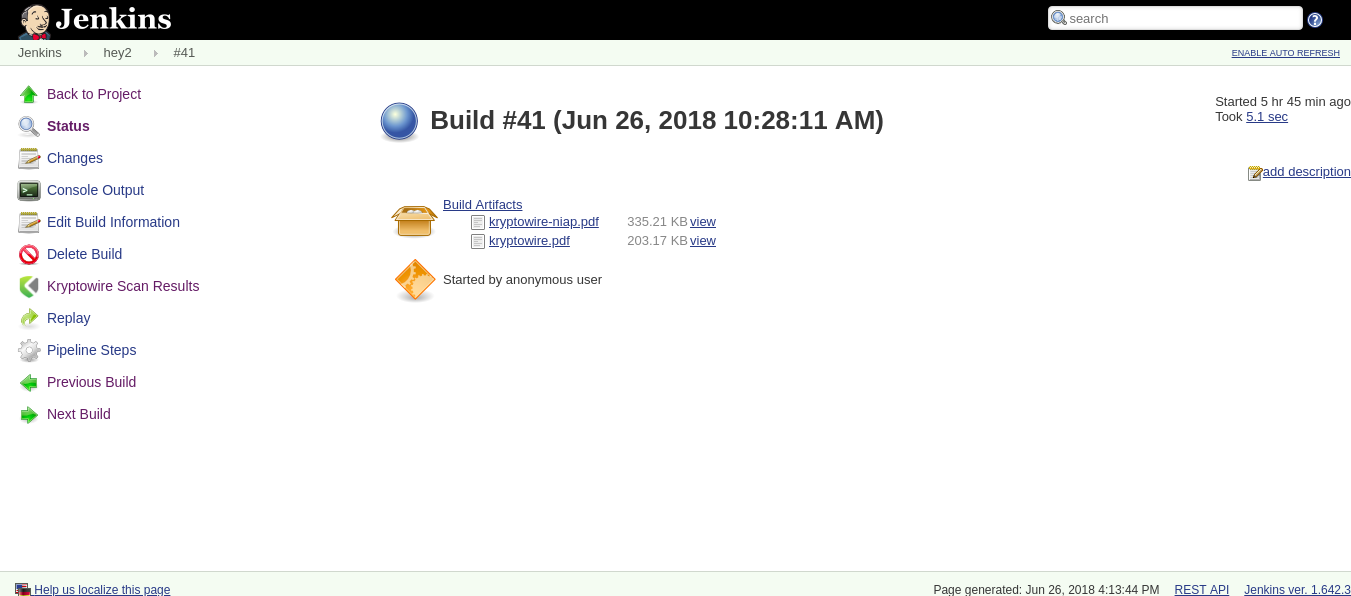 Jenkins
search
Jenkins hey2 #41
ENABLE AUTO REFRESH
Back to Project
Status
Changes
Console Output
Edit Build Information
Delete Build
Kryptowire Scan Results
Replay
Pipeline Steps
Previous Build
Next Build
Build #41 (Jun 26, 2018 10:28:11 AM)
Started 5 hr 45 min ago
Took 5.1 sec
add description
Build Artifacts
kryptowire-niap.pdf 335.21 KB view
kryptowire.pdf 203.17 KB view
Started by anonymous user
Help us localize this page
Page generated: Jun 26, 2018 4:13:44 PM REST API Jenkins ver. 1.642.3